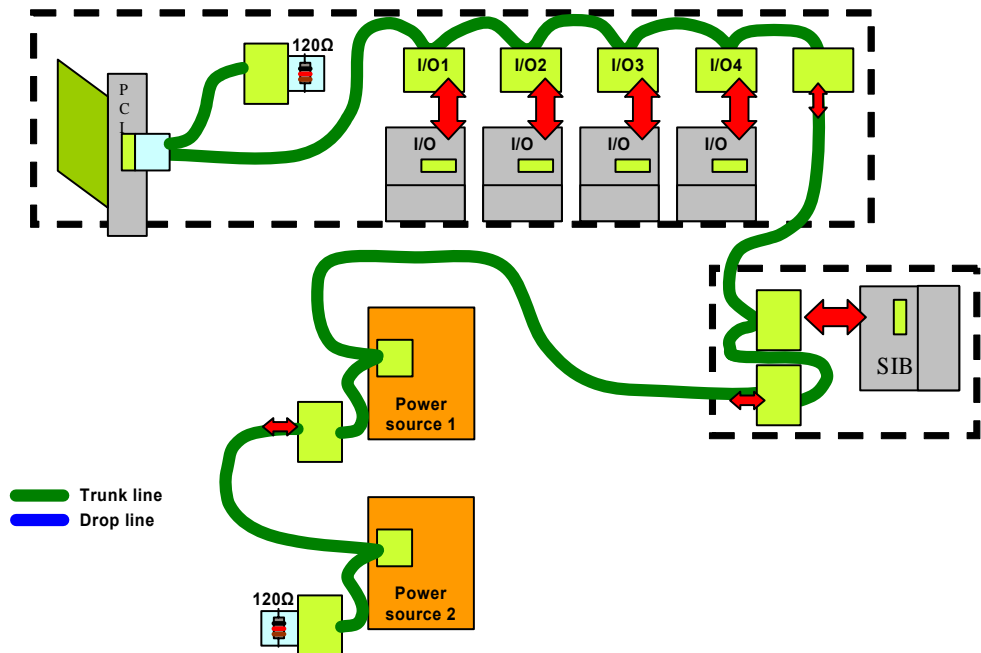 120Ω
P
C
I
I/O1
I/O2
I/O3
I/O4
I/O
I/O
I/O
I/O
SIB
Power
source 1
Trunk line
Drop line
Power
source 2
120Ω